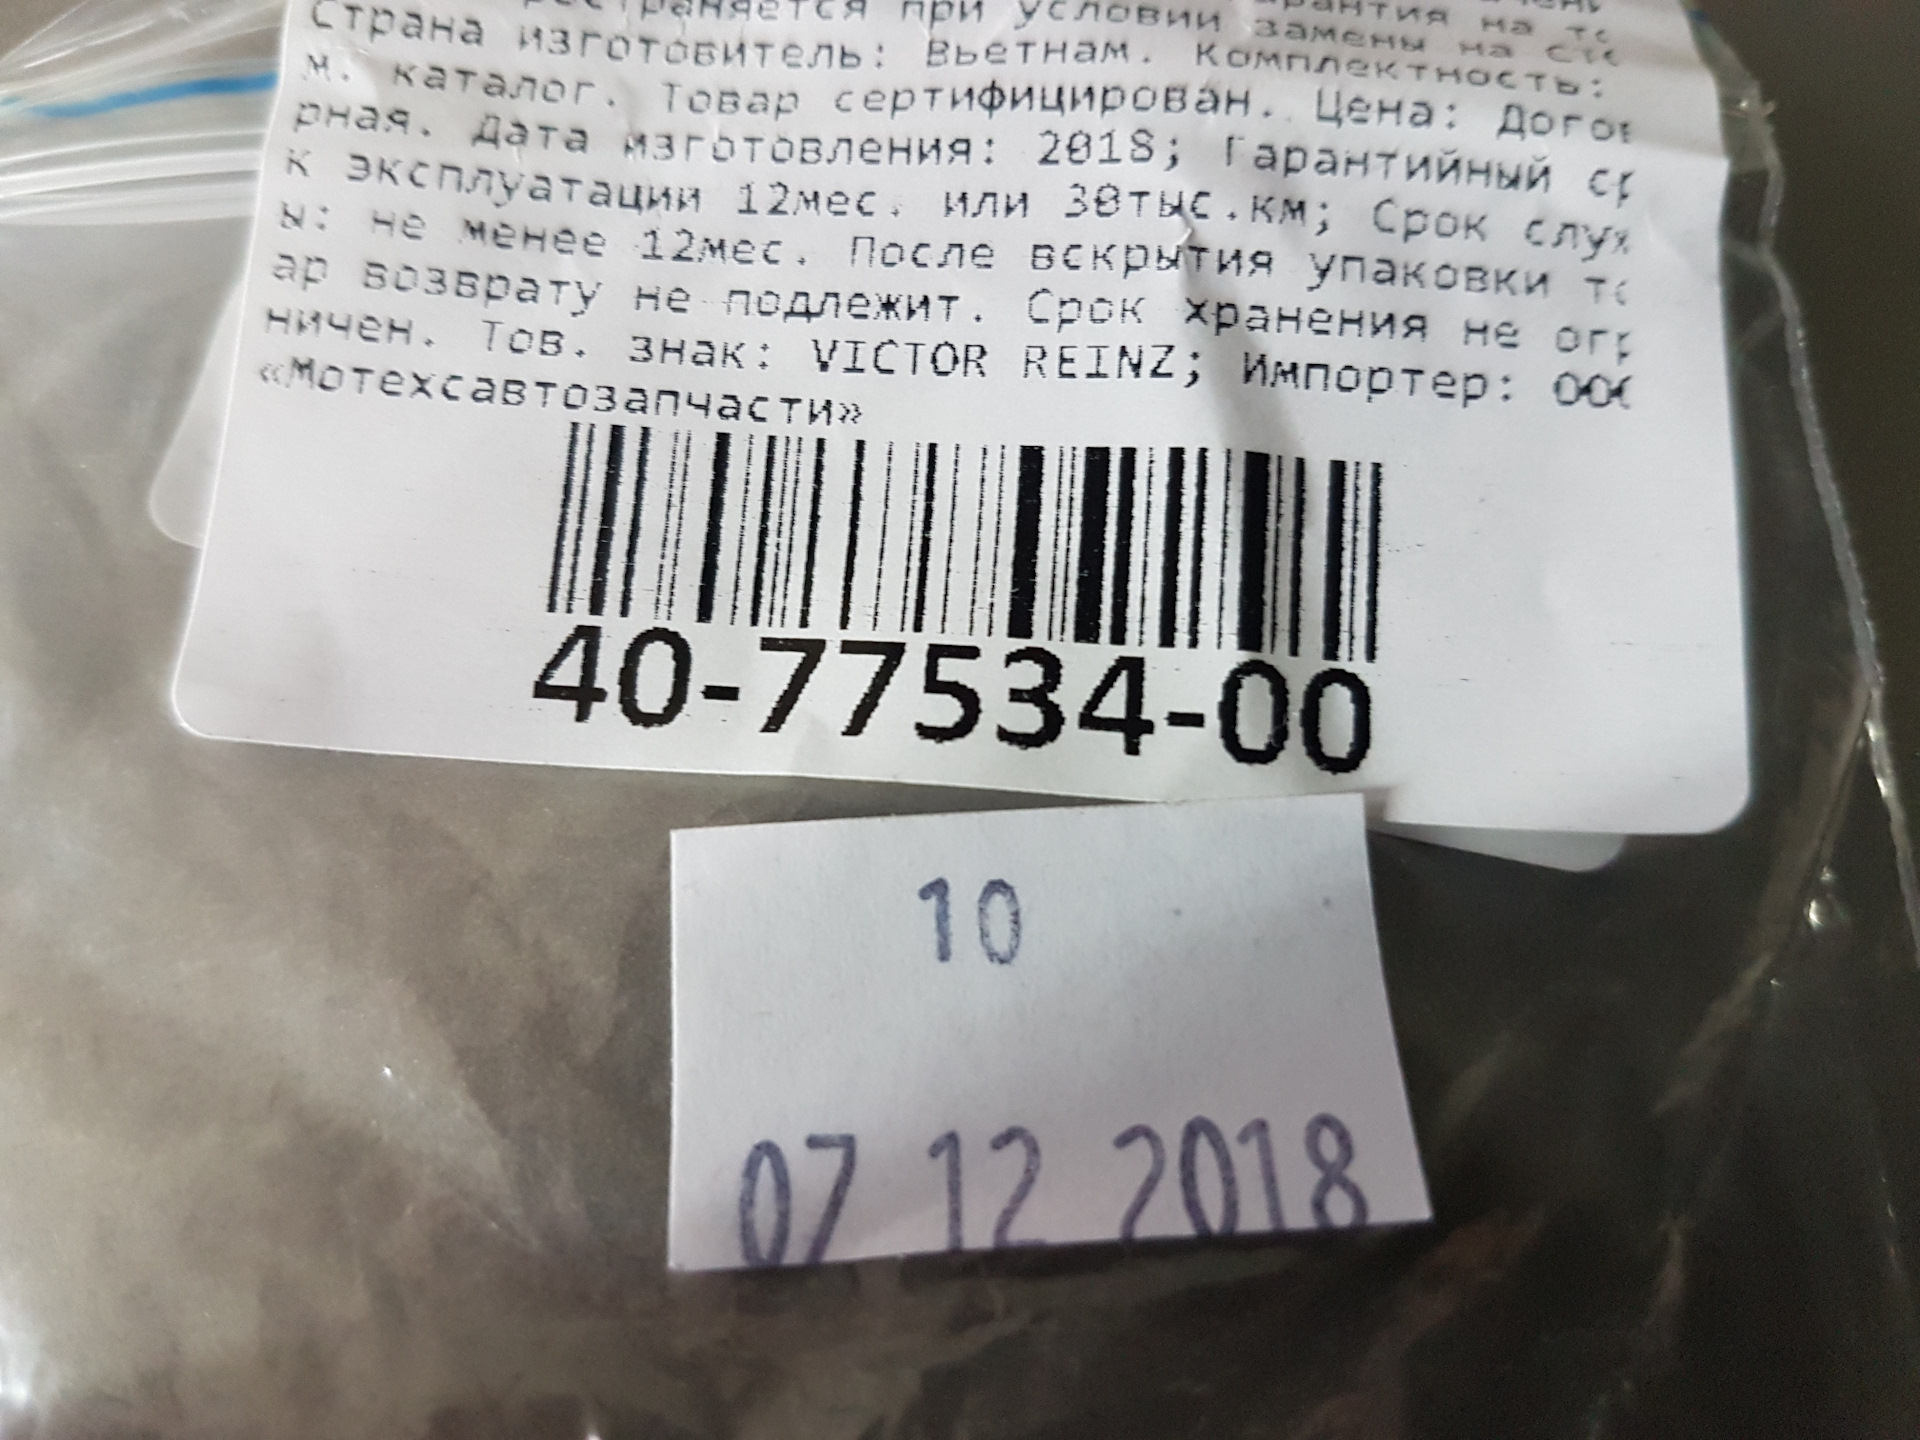 при условии
Страна изготовитель: Вьетнам. Комплектность:
м. каталог. Товар сертифицирован. Цена: Догов
рная. Дата изготовления: 2018; Гарантийный ср
к эксплуатации 12мес. или 30тыс.км; Срок служ
ы: не менее 12мес. После вскрытия упаковки то
ар возврату не подлежит. Срок хранения не огр
ничен. Тов. знак: VICTOR REINZ; Импортер: ООО
«Мотехсавтозапчасти»
40-77534-00
10
07 12 2018